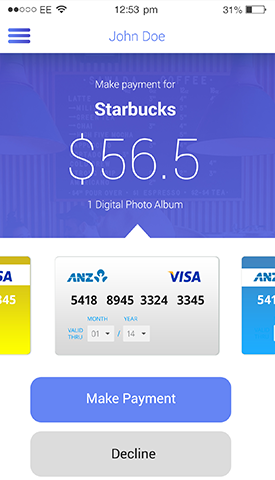 EE 12:53 pm 31%
John Doe
Make payment for
Starbucks
$56.5
1 Digital Photo Album
VISA ANZ VISA ANZ
345 5418 8945 3324 3345 541
MONTH YEAR
VALID THRU 01 / 14
Make Payment
Decline